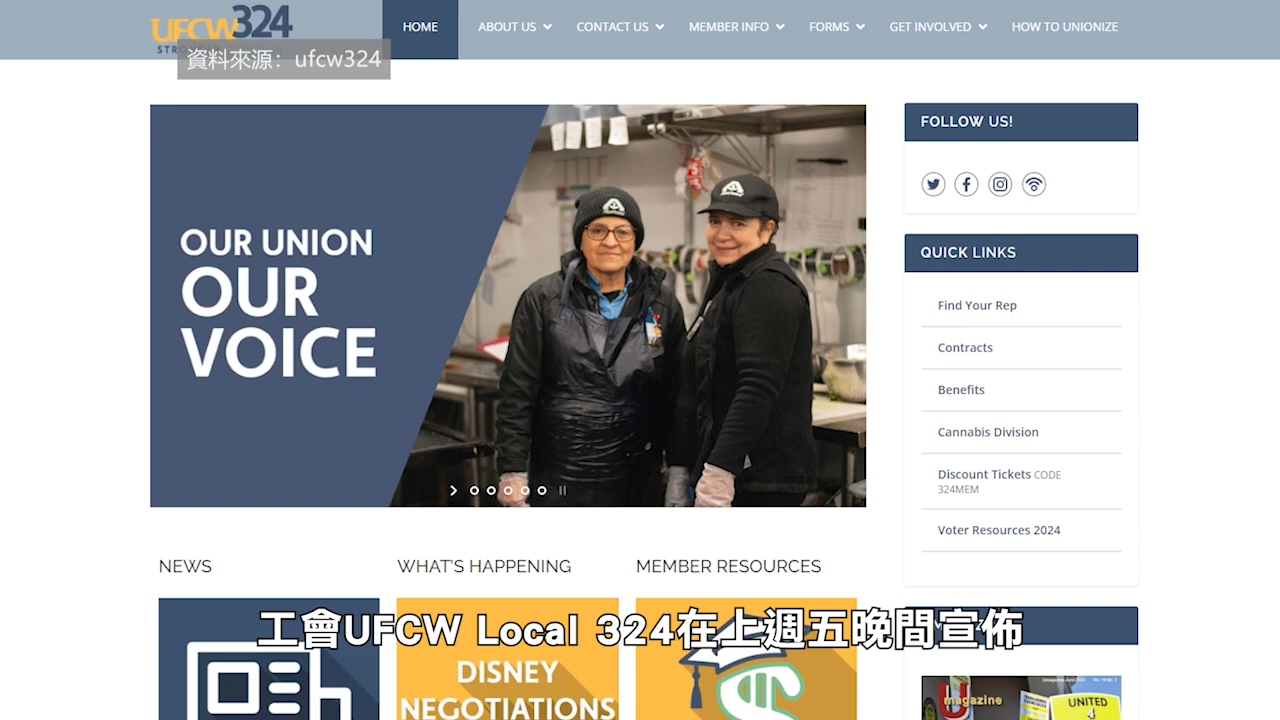 UFCW324
HOME
ABOUT US
CONTACT US
MEMBER INFO
FORMS
GET INVOLVED
HOW TO UNIONIZE
資料來源：ufcw324
OUR UNION
OUR
VOICE
FOLLOW US!
QUICK LINKS
Find Your Rep
Contracts
Benefits
Cannabis Division
Discount Tickets CODE
324MEM
Voter Resources 2024
NEWS
WHAT'S HAPPENING
MEMBER RESOURCES
工會UFCW Local 324在上週五晚間宣佈
DISNEY
NEGOTIATIONS
magazine
UNITED
4